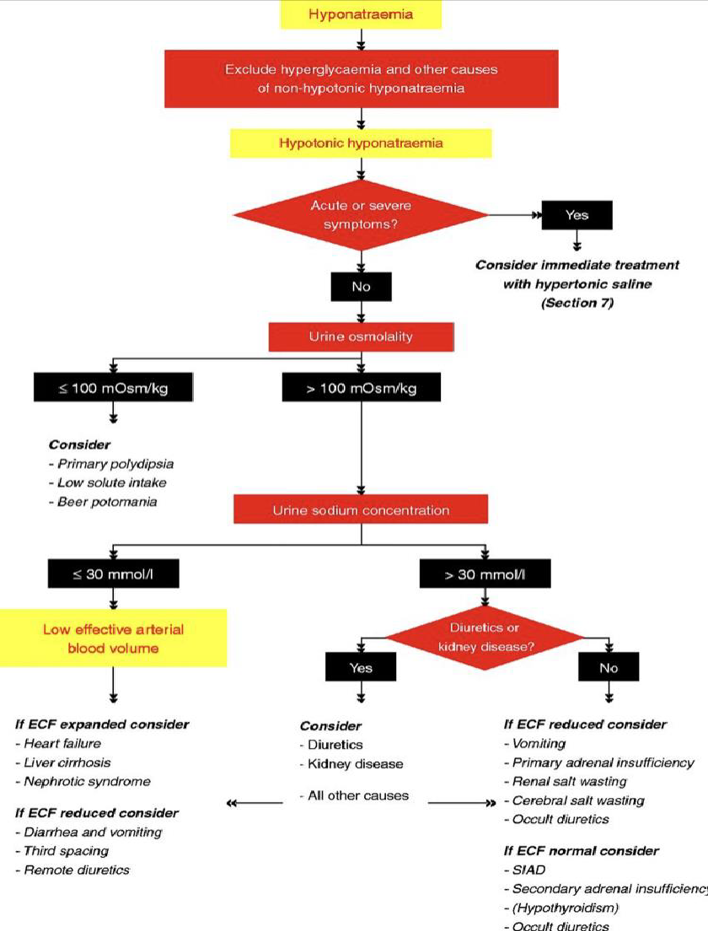 Hyponatraemia
Exclude hyperglycaemia and other causes
of non-hypotonic hyponatraemia
Hypotonic hyponatraemia
Acute or severe
symptoms?
Yes
Consider immediate treatment
with hypertonic saline
(Section 7)
No
Urine osmolality
≤ 100 mOsm/kg
> 100 mOsm/kg
Consider
- Primary polydipsia
- Low solute intake
- Beer potomania
Urine sodium concentration
≤ 30 mmol/l
> 30 mmol/l
Low effective arterial
blood volume
Diuretics or
kidney disease?
Yes
No
If ECF expanded consider
- Heart failure
- Liver cirrhosis
- Nephrotic syndrome
If ECF reduced consider
- Diarrhea and vomiting
- Third spacing
- Remote diuretics
Consider
- Diuretics
- Kidney disease
- All other causes
If ECF reduced consider
- Vomiting
- Primary adrenal insufficiency
- Renal salt wasting
- Cerebral salt wasting
- Occult diuretics
If ECF normal consider
- SIAD
- Secondary adrenal insufficiency
- (Hypothyroidism)
- Occult diuretics